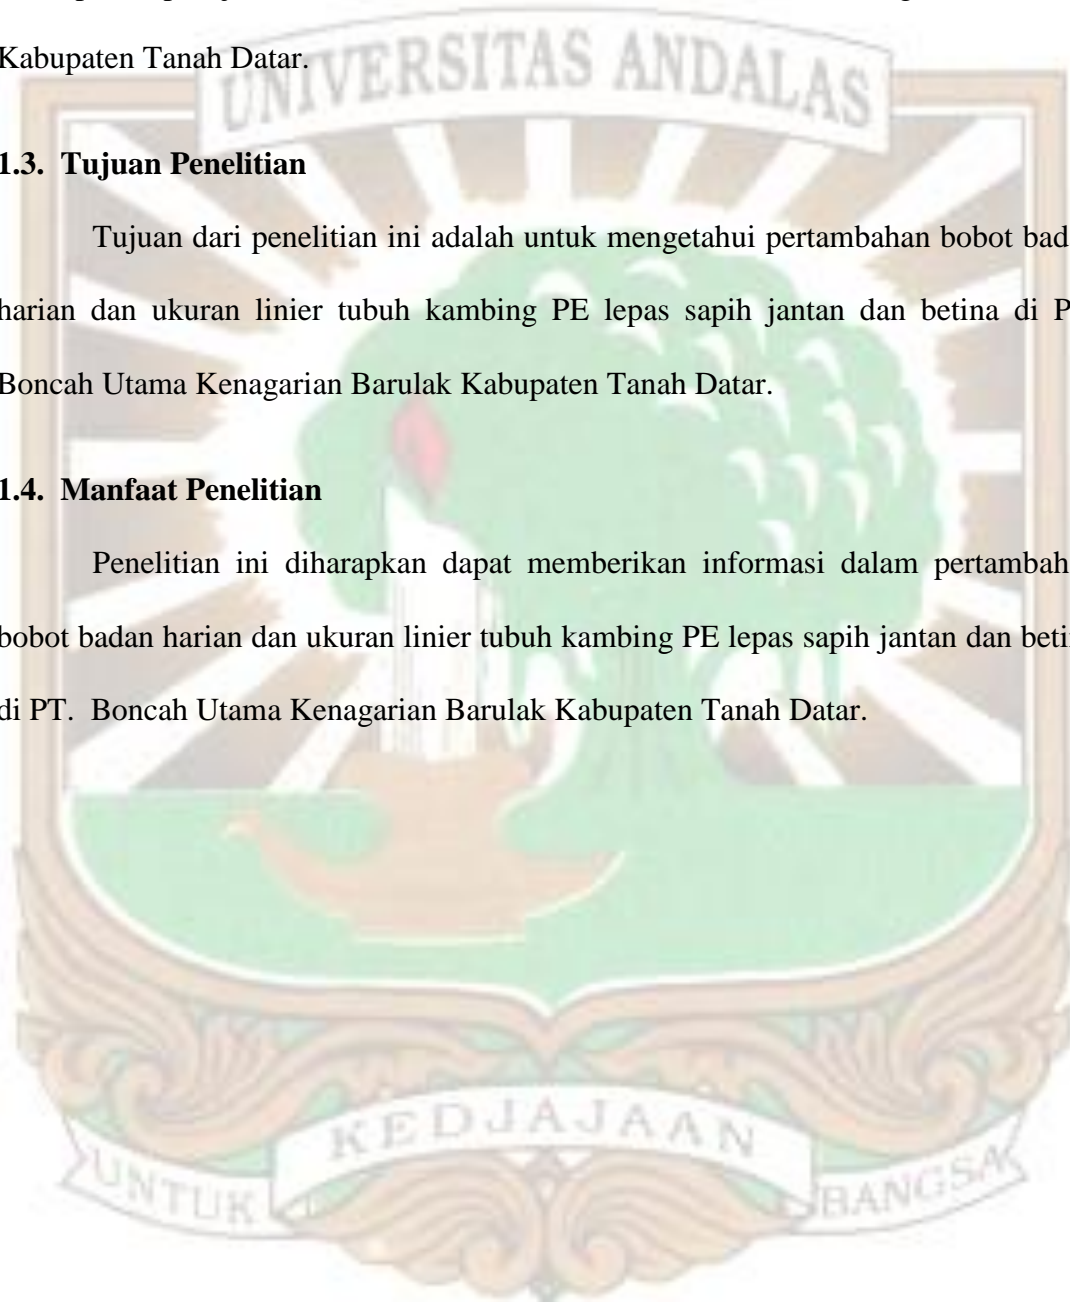 Kabupaten Tanah Datar.
UNIVERSITAS ANDALAS
1.3. Tujuan Penelitian
Tujuan dari penelitian ini adalah untuk mengetahui pertambahan bobot bad
harian dan ukuran linier tubuh kambing PE lepas sapih jantan dan betina di P
Boncah Utama Kenagarian Barulak Kabupaten Tanah Datar.
1.4. Manfaat Penelitian
Penelitian ini diharapkan dapat memberikan informasi dalam pertambah
bobot badan harian dan ukuran linier tubuh kambing PE lepas sapih jantan dan beti
di PT. Boncah Utama Kenagarian Barulak Kabupaten Tanah Datar.
KEDJAJAAN
UNTUK BANGSA